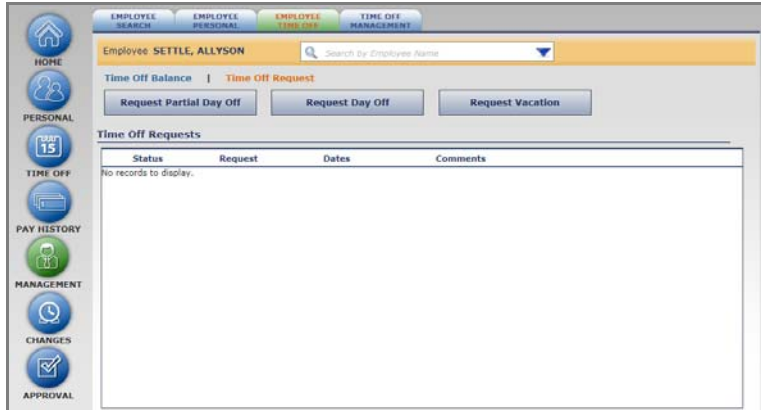 EMPLOYEE SEARCH
EMPLOYEE PERSONAL
EMPLOYEE TIME OFF
TIME OFF MANAGEMENT
HOME
Employee SETTLE, ALLYSON
Search by Employee Name
Time Off Balance | Time Off Request
PERSONAL
Request Partial Day Off
Request Day Off
Request Vacation
Time Off Requests
15
TIME OFF
Status Request Dates Comments
No records to display.
PAY HISTORY
MANAGEMENT
CHANGES
APPROVAL